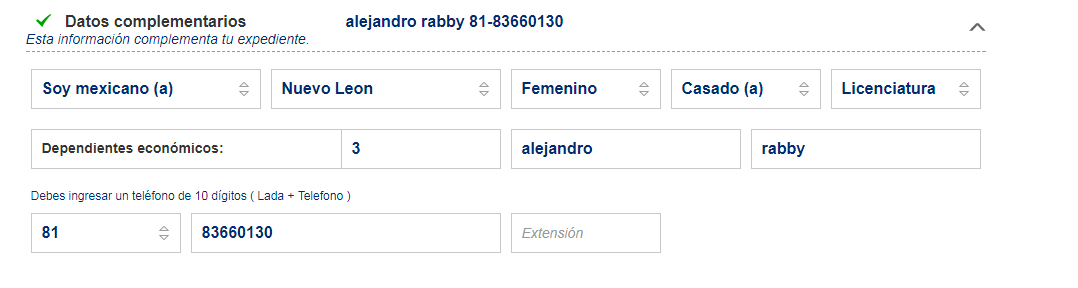 Datos complementarios alejandro rabby 81-83660130
Esta información complementa tu expediente.
Soy mexicano (a) Nuevo Leon Femenino Casado (a) Licenciatura
Dependientes económicos: 3 alejandro rabby
Debes ingresar un teléfono de 10 dígitos ( Lada + Telefono )
81 83660130 Extensión